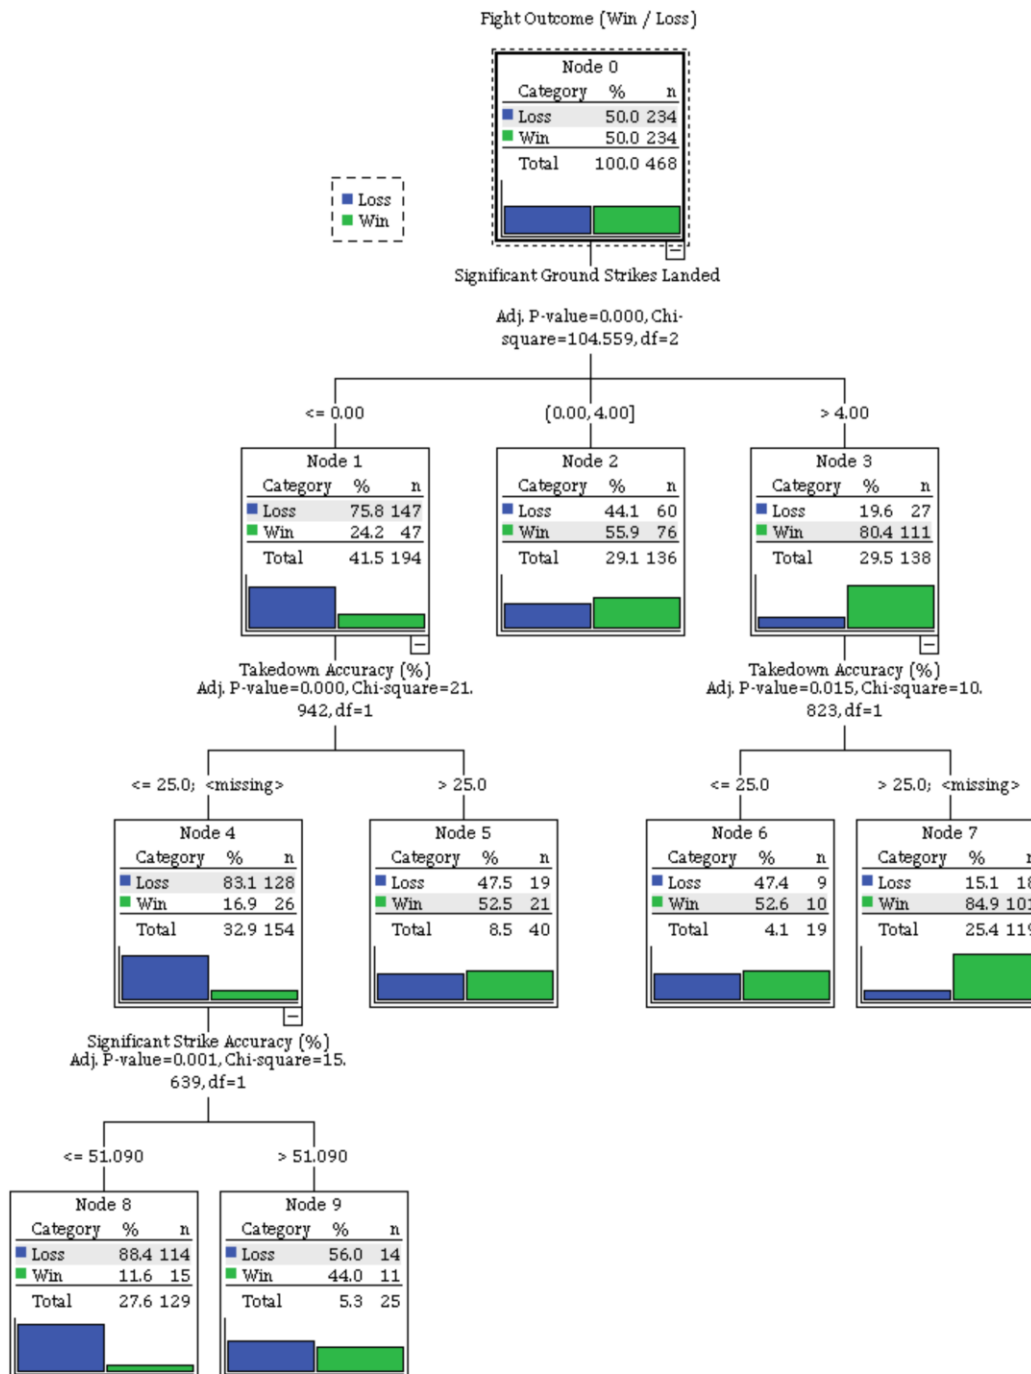 Fight Outcome (Win / Loss)
Node 0
Category % n
Loss 50.0 234
Win 50.0 234
Total 100.0 468
Loss
Win
Significant Ground Strikes Landed
Adj. P-value=0.000, Chi-
square=104.559, df=2
<= 0.00
(0.00, 4.00]
> 4.00
Node 1
Category % n
Loss 75.8 147
Win 24.2 47
Total 41.5 194
Node 2
Category % n
Loss 44.1 60
Win 55.9 76
Total 29.1 136
Node 3
Category % n
Loss 19.6 27
Win 80.4 111
Total 29.5 138
Takedown Accuracy (%)
Adj. P-value=0.000, Chi-square=21.
942, df=1
Takedown Accuracy (%)
Adj. P-value=0.015, Chi-square=10.
823, df=1
<= 25.0; <missing>
> 25.0
<= 25.0
> 25.0; <missing>
Node 4
Category % n
Loss 83.1 128
Win 16.9 26
Total 32.9 154
Node 5
Category % n
Loss 47.5 19
Win 52.5 21
Total 8.5 40
Node 6
Category % n
Loss 47.4 9
Win 52.6 10
Total 4.1 19
Node 7
Category % n
Loss 15.1 18
Win 84.9 101
Total 25.4 119
Significant Strike Accuracy (%)
Adj. P-value=0.001, Chi-square=15.
639, df=1
<= 51.090
> 51.090
Node 8
Category % n
Loss 88.4 114
Win 11.6 15
Total 27.6 129
Node 9
Category % n
Loss 56.0 14
Win 44.0 11
Total 5.3 25